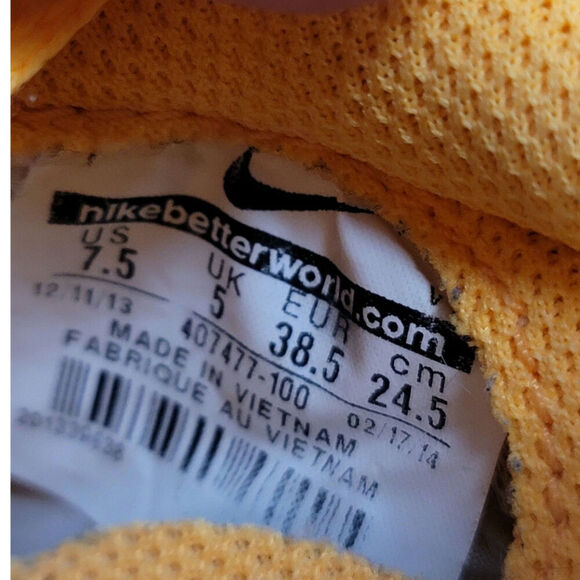 nikebetterworld.com
US UK EUR cm
7.5 5 38.5 24.5
12/11/13 407477-100 02/17/14
MADE IN VIETNAM
FABRIQUE AU VIETNAM